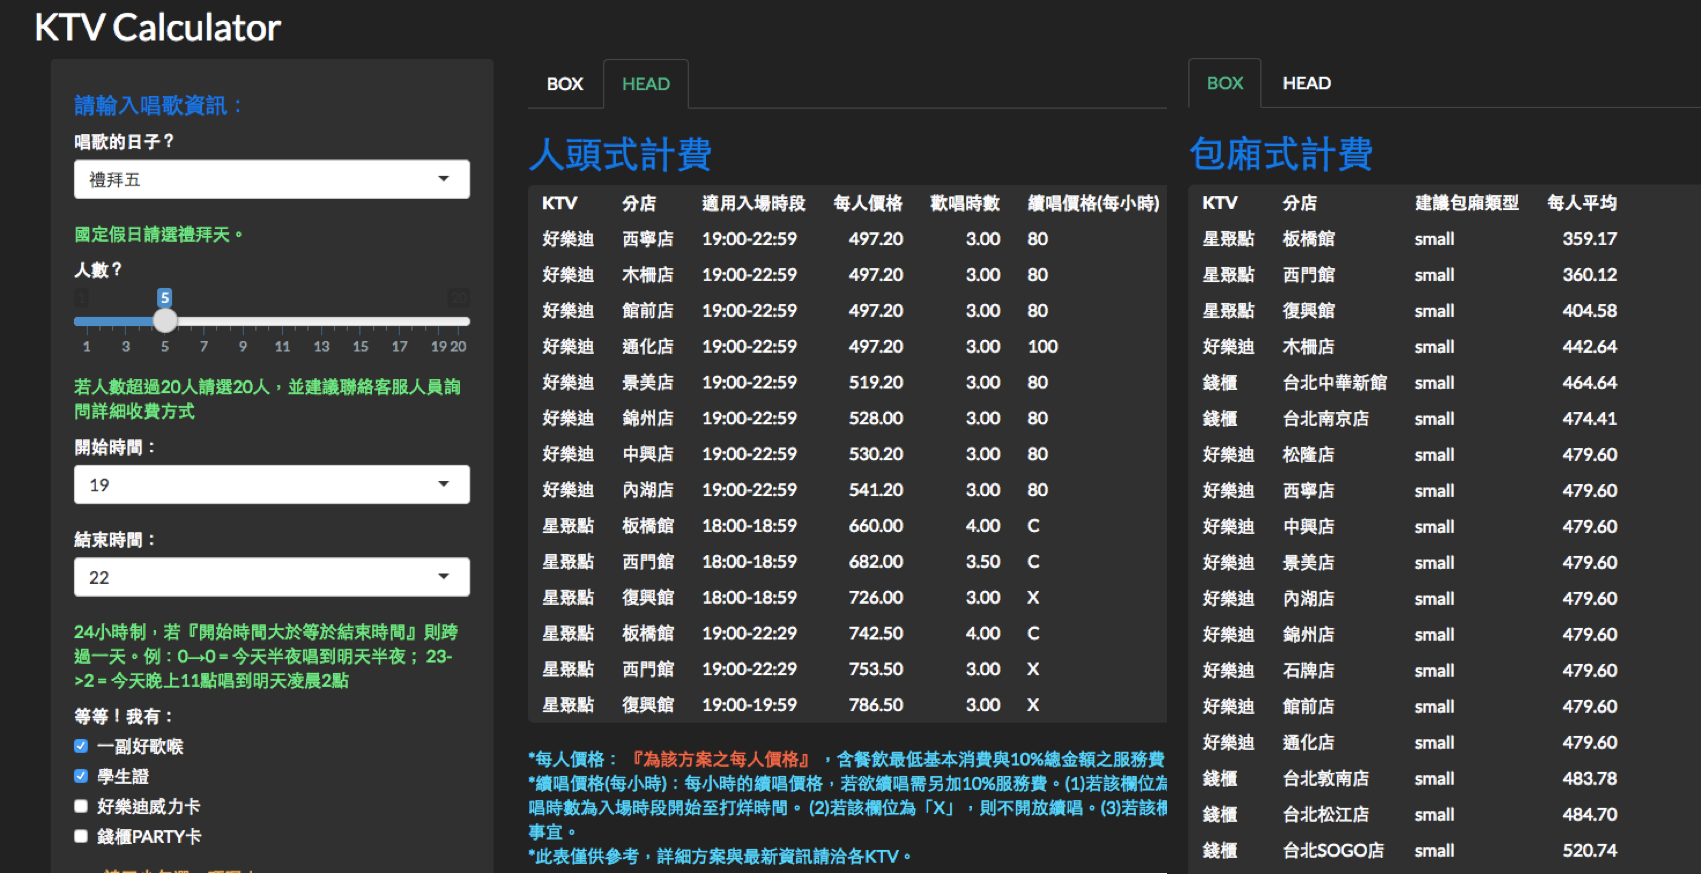 KTV Calculator
請輸入唱歌資訊：
唱歌的日子？
禮拜五
國定假日請選禮拜天。
人數？
1 5 20
1 3 5 7 9 11 13 15 17 19 20
若人數超過20人請選20人，並建議聯絡客服人員詢
問詳細收費方式
開始時間：
19
結束時間：
22
24小時制，若『開始時間大於等於結束時間』則跨
過一天。例：0→0 = 今天半夜唱到明天半夜； 23-
>2 = 今天晚上11點唱到明天凌晨2點
等等！我有：
一副好歌喉
學生證
好樂迪威力卡
錢櫃PARTY卡
BOX HEAD
人頭式計費
KTV 分店 適用入場時段 每人價格 歡唱時數 續唱價格(每小時)
好樂迪 西寧店 19:00-22:59 497.20 3.00 80
好樂迪 木柵店 19:00-22:59 497.20 3.00 80
好樂迪 館前店 19:00-22:59 497.20 3.00 80
好樂迪 通化店 19:00-22:59 497.20 3.00 100
好樂迪 景美店 19:00-22:59 519.20 3.00 80
好樂迪 錦州店 19:00-22:59 528.00 3.00 80
好樂迪 中興店 19:00-22:59 530.20 3.00 80
好樂迪 內湖店 19:00-22:59 541.20 3.00 80
星聚點 板橋館 18:00-18:59 660.00 4.00 C
星聚點 西門館 18:00-18:59 682.00 3.50 C
星聚點 復興館 18:00-18:59 726.00 3.00 X
星聚點 板橋館 19:00-22:29 742.50 4.00 C
星聚點 西門館 19:00-22:29 753.50 3.00 X
星聚點 復興館 19:00-19:59 786.50 3.00 X
*每人價格：『為該方案之每人價格』，含餐飲最低基本消費與10%總金額之服務費
*續唱價格(每小時)：每小時的續唱價格，若欲續唱需另加10%服務費。(1)若該欄位為
唱時數為入場時段開始至打烊時間。 (2)若該欄位為「X」，則不開放續唱。(3)若該欄
事宜。
*此表僅供參考，詳細方案與最新資訊請洽各KTV。
BOX HEAD
包廂式計費
KTV 分店 建議包廂類型 每人平均
星聚點 板橋館 small 359.17
星聚點 西門館 small 360.12
星聚點 復興館 small 404.58
好樂迪 木柵店 small 442.64
錢櫃 台北中華新館 small 464.64
錢櫃 台北南京店 small 474.41
好樂迪 松隆店 small 479.60
好樂迪 西寧店 small 479.60
好樂迪 中興店 small 479.60
好樂迪 景美店 small 479.60
好樂迪 內湖店 small 479.60
好樂迪 錦州店 small 479.60
好樂迪 石牌店 small 479.60
好樂迪 館前店 small 479.60
好樂迪 通化店 small 479.60
錢櫃 台北敦南店 small 483.78
錢櫃 台北松江店 small 484.70
錢櫃 台北SOGO店 small 520.74